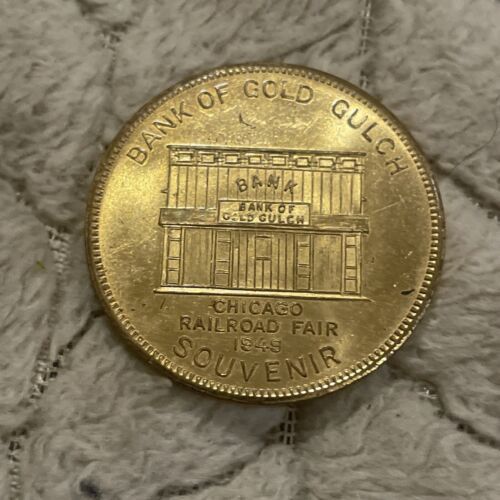 BANK OF GOLD GULCH
BANK
BANK OF
GOLD GULCH
CHICAGO
RAILROAD FAIR
1949
SOUVENIR